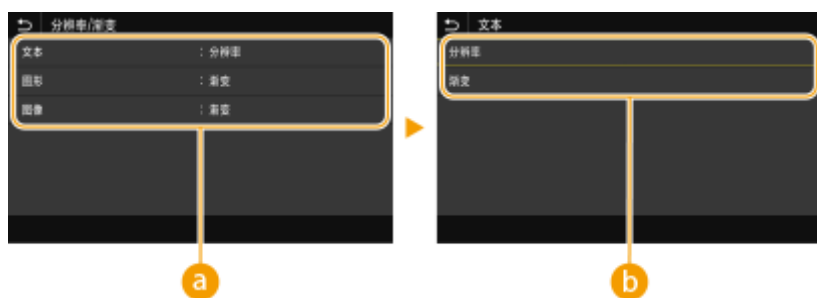 分辨率/渐变
文本 : 分辨率
图形 : 渐变
图像 : 渐变
a
文本
分辨率
渐变
b